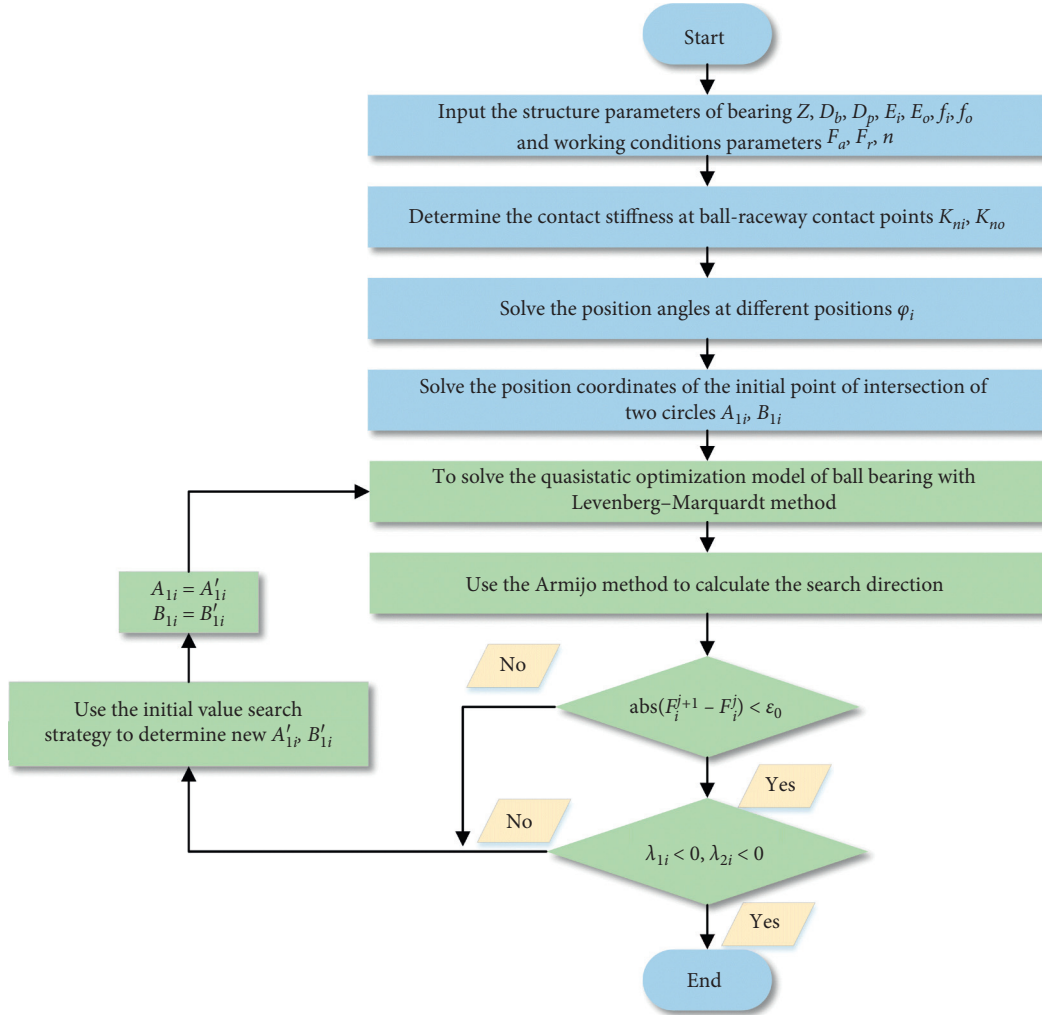 Start
Input the structure parameters of bearing Z, D_b, D_p, E_i, E_o, f_i, f_o
and working conditions parameters F_a, F_r, n
Determine the contact stiffness at ball-raceway contact points K_ni, K_no
Solve the position angles at different positions φ_i
Solve the position coordinates of the initial point of intersection of
two circles A_1i, B_1i
To solve the quasistatic optimization model of ball bearing with
Levenberg–Marquardt method
Use the Armijo method to calculate the search direction
A_1i = A′_1i
B_1i = B′_1i
No
abs(F_i^{j+1} – F_i^j) < ε_0
Use the initial value search
strategy to determine new A′_1i, B′_1i
Yes
No
λ_1i < 0, λ_2i < 0
Yes
End